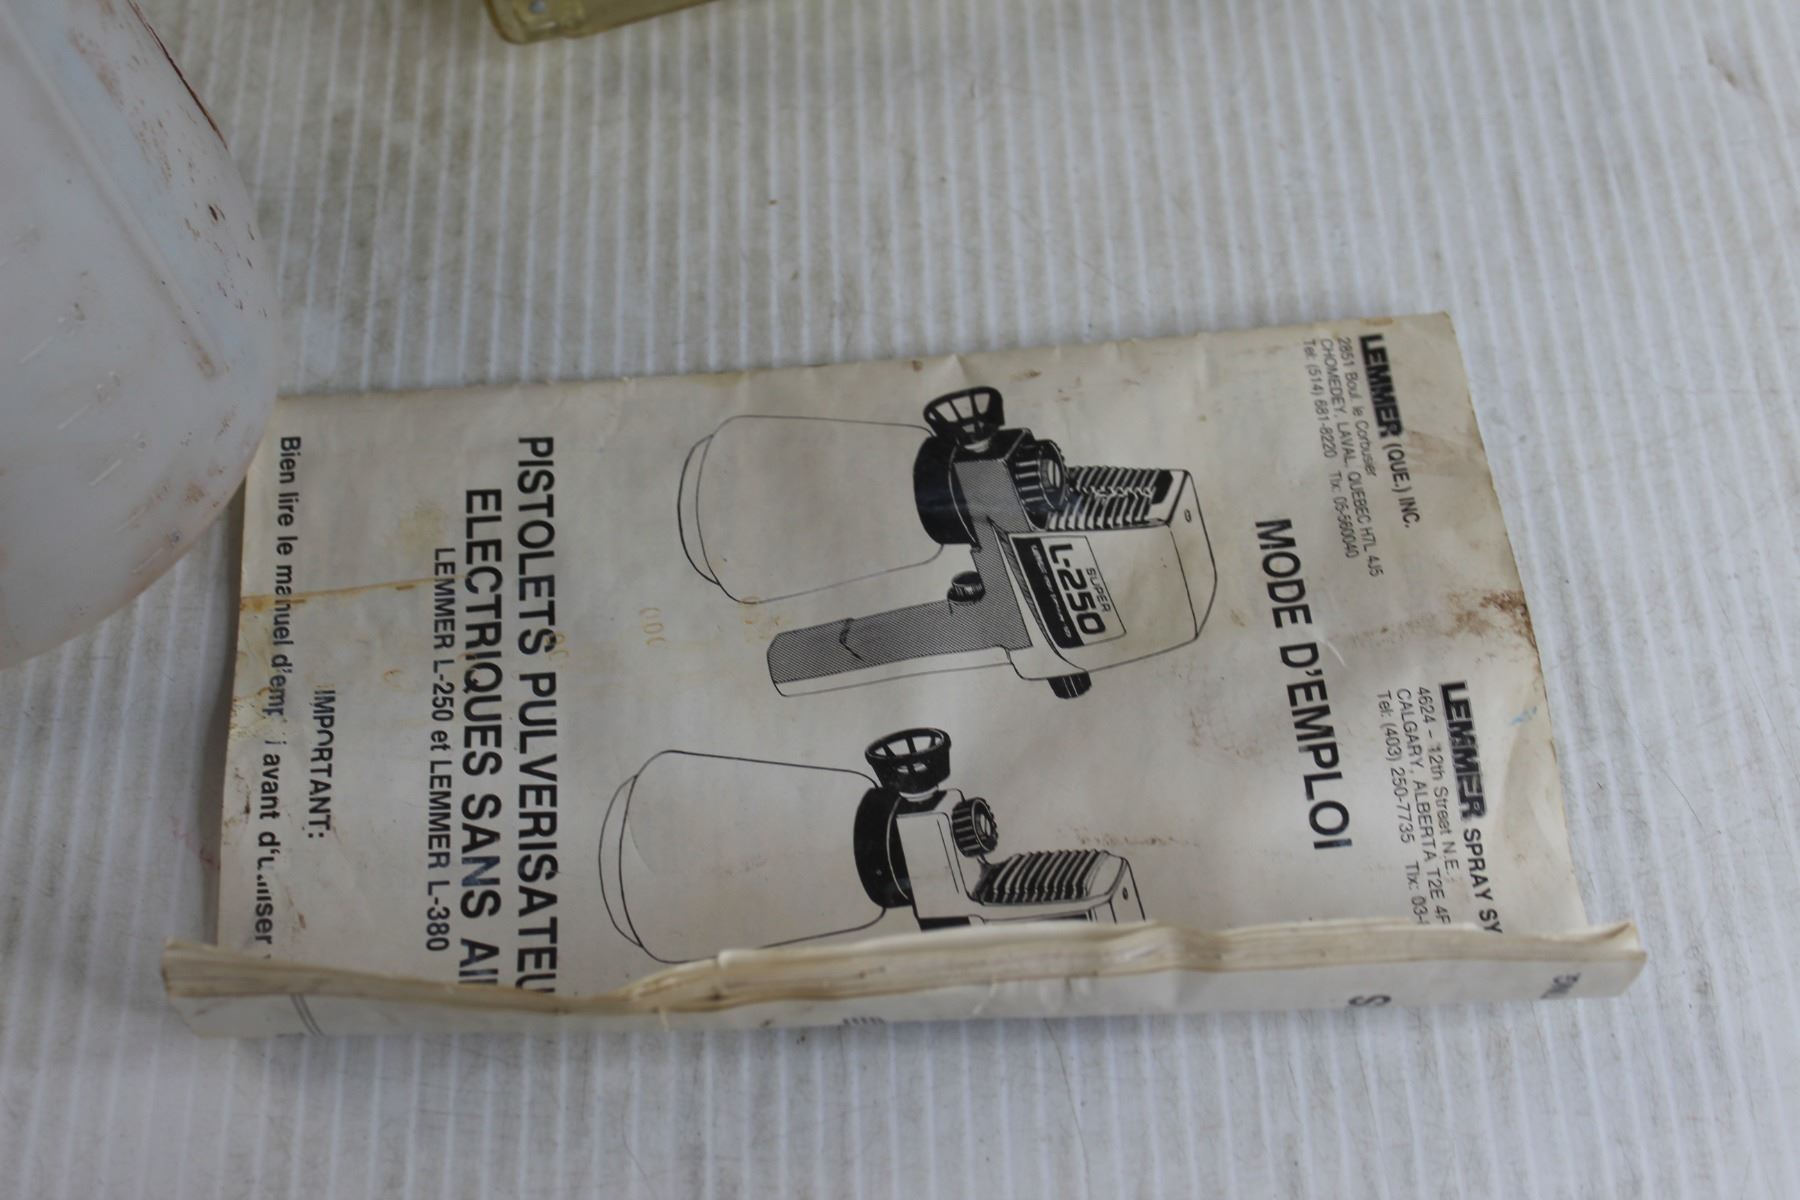 LEMMER (QUE.) INC.
2851 Boul. le Corbusier
CHOMEDEY, LAVAL, QUEBEC H7L 4J5
Tel: (514) 681-8220 Tlx: 05-560040
LEMMER SPRAY SY
4624 – 12th Street N.E.
CALGARY, ALBERTA T2E 4
Tel: (403) 250-7735 Tlx: 03-
MODE D'EMPLOI
SUPER
L-250
PISTOLETS PULVERISATEU
ELECTRIQUES SANS AI
LEMMER L-250 et LEMMER L-380
IMPORTANT:
Bien lire le manuel d'emp i avant d'utiliser
S